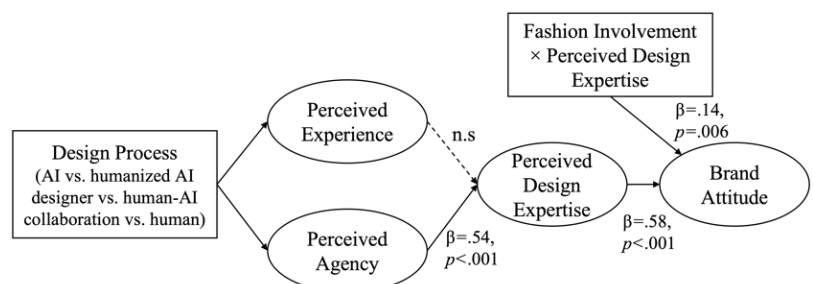 Fashion Involvement
× Perceived Design
Expertise
β=.14,
p=.006
Perceived
Experience
n.s
Design Process
(AI vs. humanized AI
designer vs. human-AI
collaboration vs. human)
Perceived
Design
Expertise
Brand
Attitude
Perceived
Agency
β=.54,
p<.001
β=.58,
p<.001